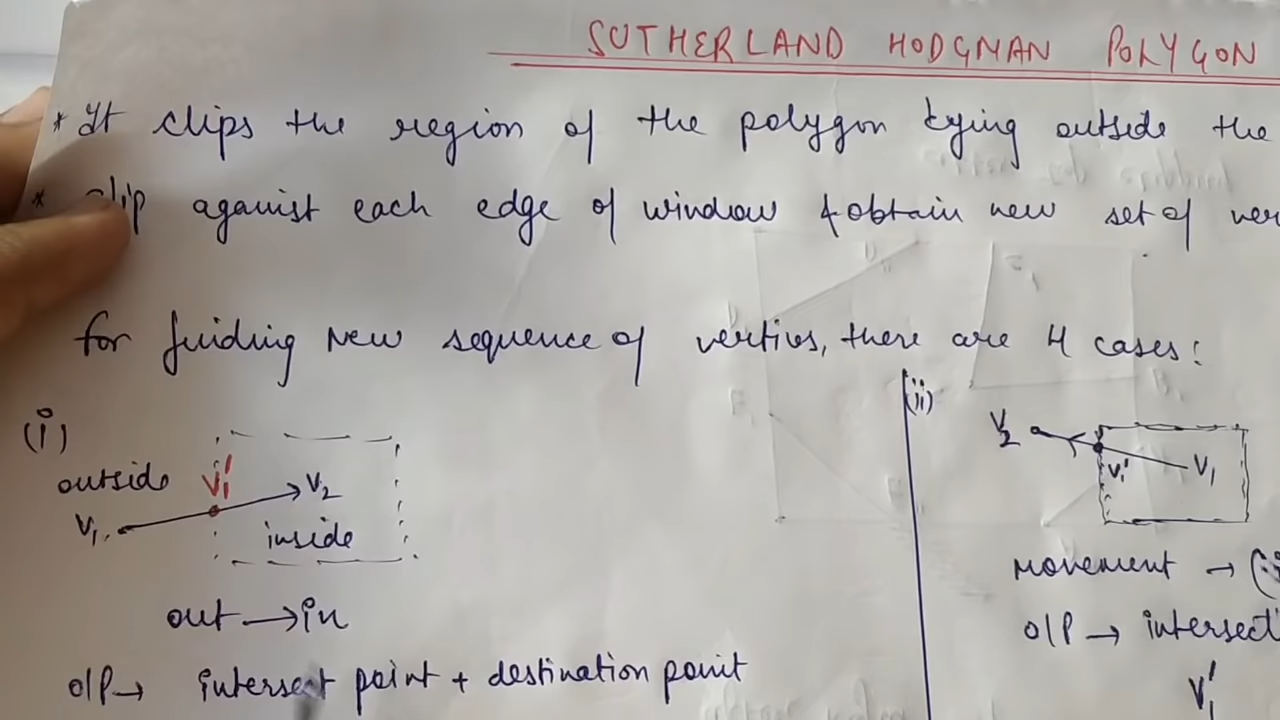 SUTHERLAND HODGMAN POLYGON
* It clips the region of the polygon lying outside the
* clip against each edge of window & obtain new set of ver
for finding New sequence of vertices, there are 4 cases:
(i)
outside
V1'
V2
V1
inside
out → in
O/P → intersect point + destination point
(ii)
V2
V1'
V1
Movement →
O/P → intersect
V1'